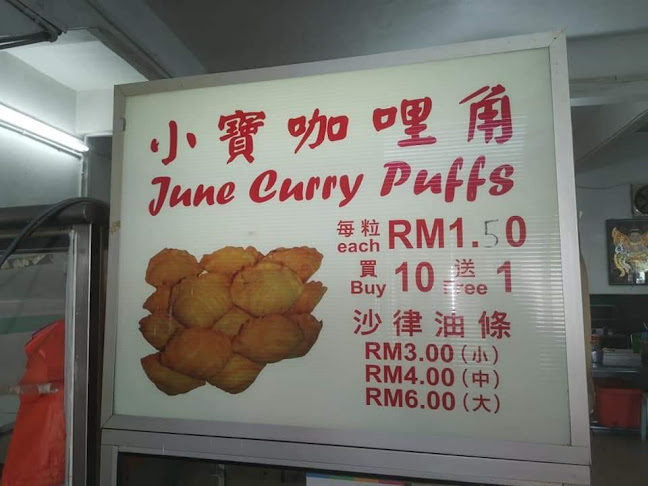 小寶咖哩角
June Curry Puffs
每粒 each RM1.50
買 Buy 10 送 Free 1
沙律油條
RM3.00(小)
RM4.00(中)
RM6.00(大)